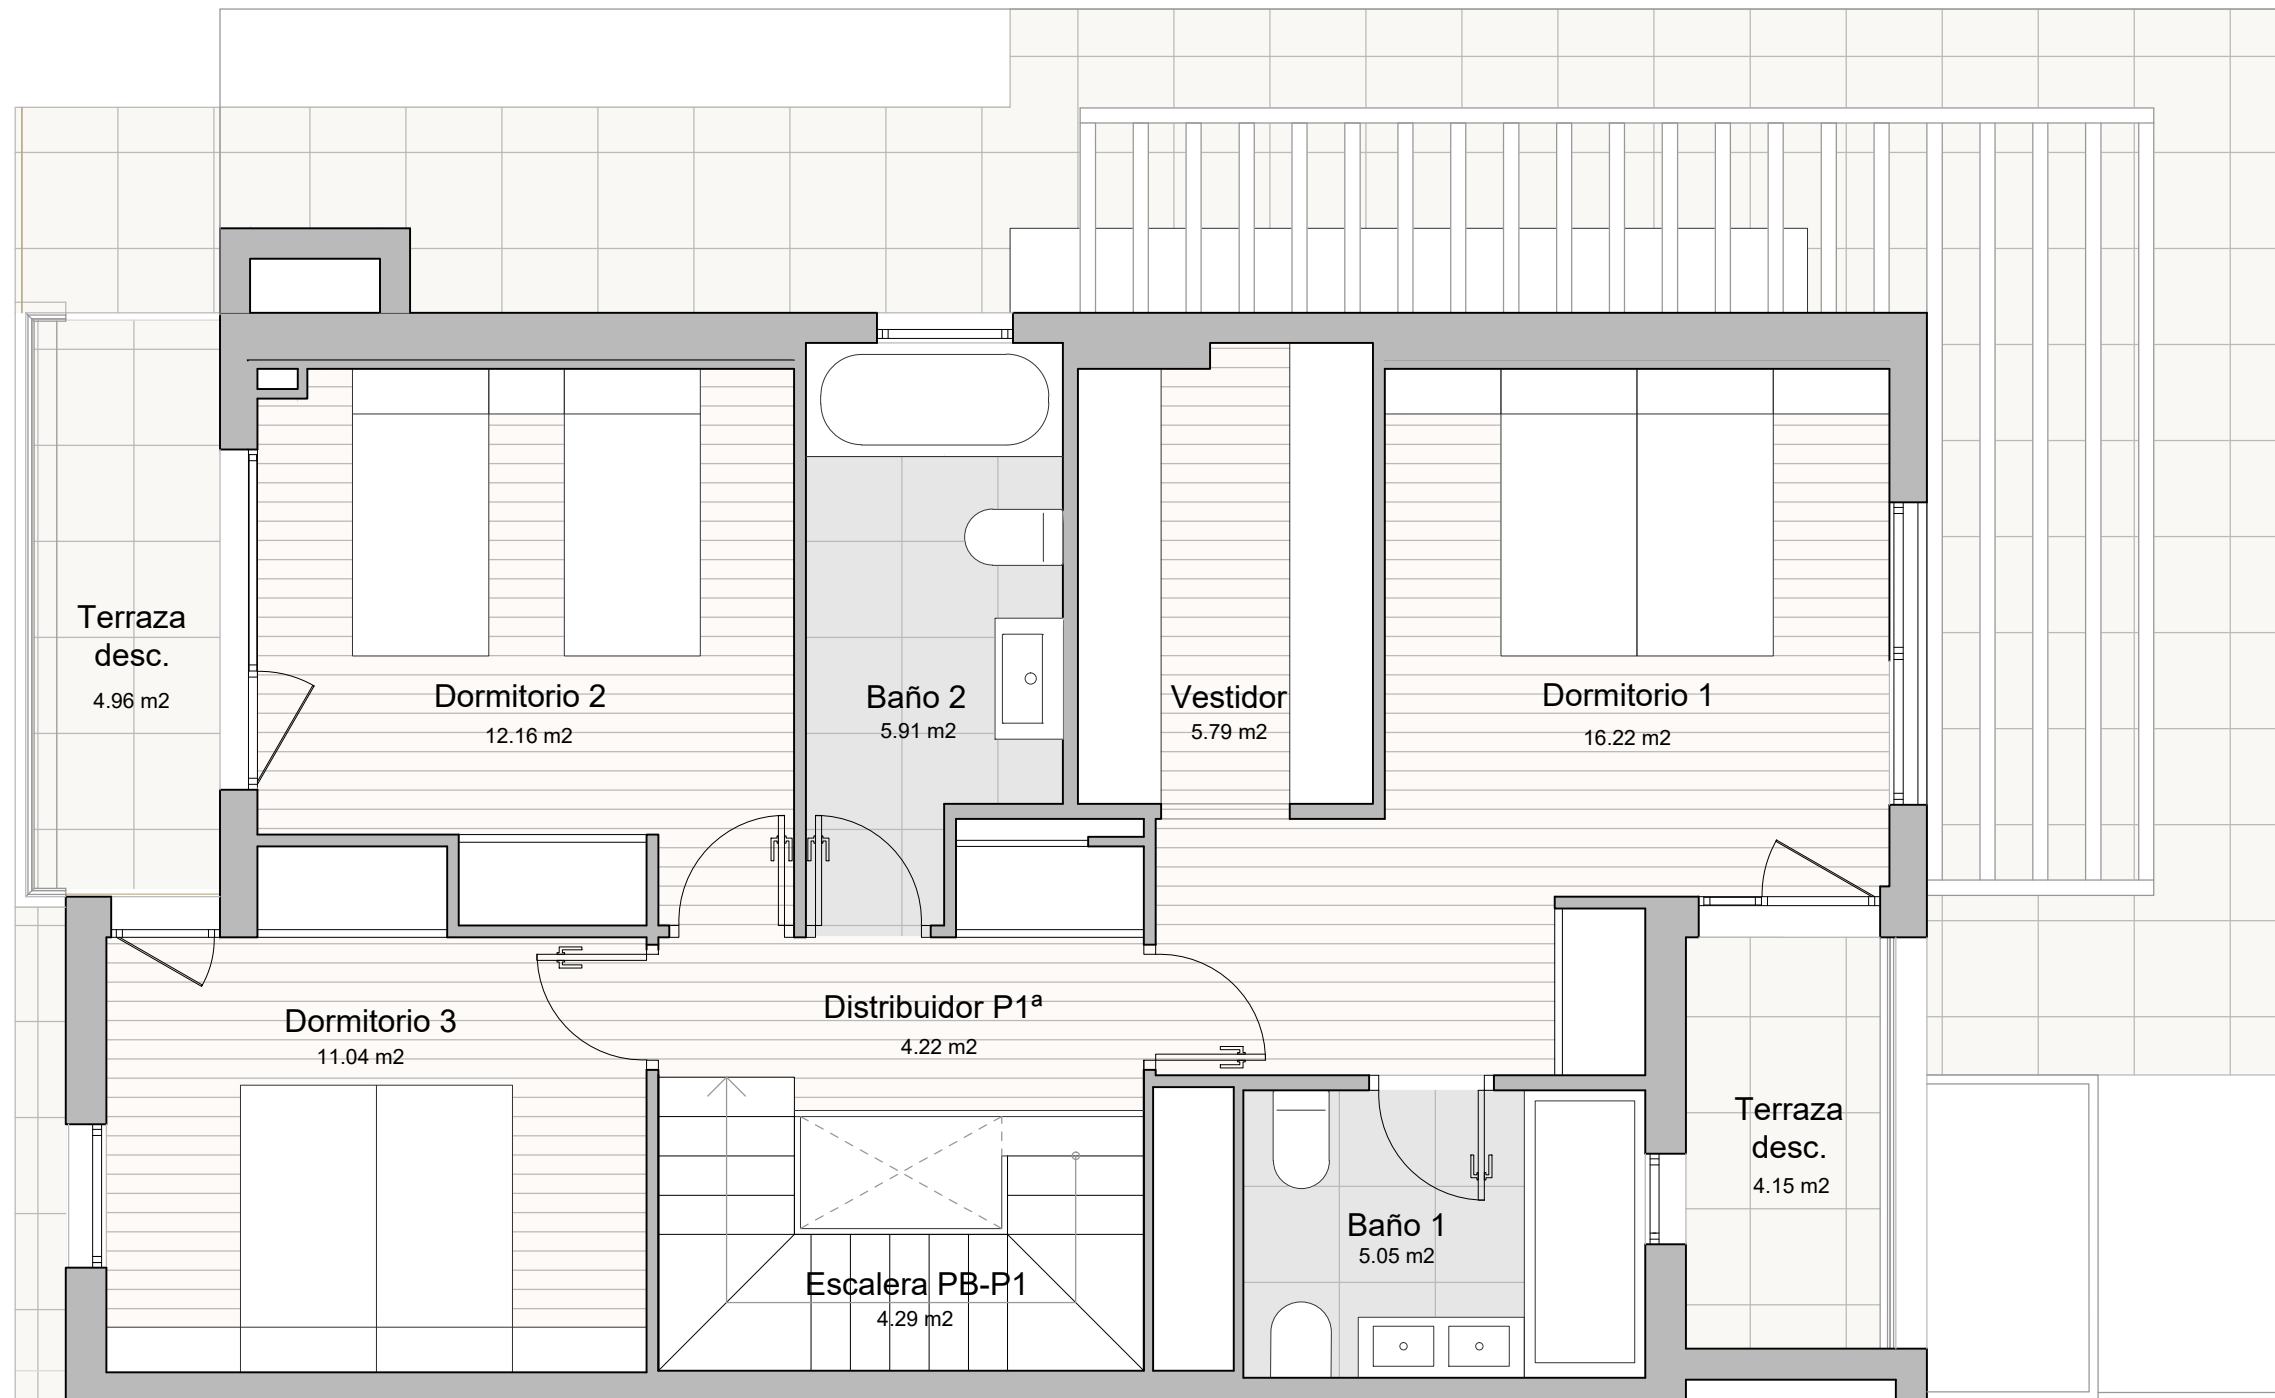 Terraza
desc.
4.96 m2
Dormitorio 2
12.16 m2
Baño 2
5.91 m2
Vestidor
5.79 m2
Dormitorio 1
16.22 m2
Dormitorio 3
11.04 m2
Distribuidor P1ª
4.22 m2
Escalera PB-P1
4.29 m2
Baño 1
5.05 m2
Terraza
desc.
4.15 m2